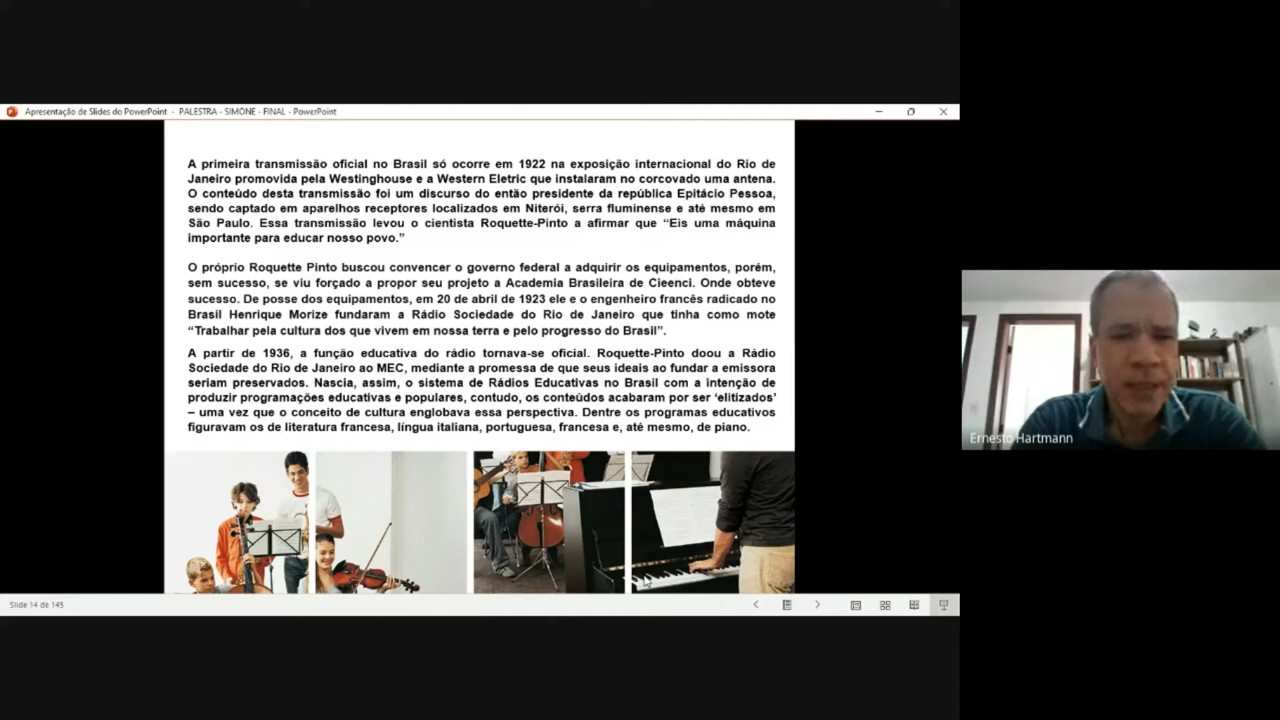 Apresentação de Slides do PowerPoint - PALESTRA - SIMONE - FINAL - PowerPoint
A primeira transmissão oficial no Brasil só ocorre em 1922 na exposição internacional do Rio de
Janeiro promovida pela Westinghouse e a Western Eletric que instalaram no corcovado uma antena.
O conteúdo desta transmissão foi um discurso do então presidente da república Epitácio Pessoa,
sendo captado em aparelhos receptores localizados em Niterói, serra fluminense e até mesmo em
São Paulo. Essa transmissão levou o cientista Roquette-Pinto a afirmar que “Eis uma máquina
importante para educar nosso povo.”
O próprio Roquette Pinto buscou convencer o governo federal a adquirir os equipamentos, porém,
sem sucesso, se viu forçado a propor seu projeto a Academia Brasileira de Cieenci. Onde obteve
sucesso. De posse dos equipamentos, em 20 de abril de 1923 ele e o engenheiro francês radicado no
Brasil Henrique Morize fundaram a Rádio Sociedade do Rio de Janeiro que tinha como mote
“Trabalhar pela cultura dos que vivem em nossa terra e pelo progresso do Brasil”.
A partir de 1936, a função educativa do rádio tornava-se oficial. Roquette-Pinto doou a Rádio
Sociedade do Rio de Janeiro ao MEC, mediante a promessa de que seus ideais ao fundar a emissora
seriam preservados. Nascia, assim, o sistema de Rádios Educativas no Brasil com a intenção de
produzir programações educativas e populares, contudo, os conteúdos acabaram por ser ‘elitizados’
– uma vez que o conceito de cultura englobava essa perspectiva. Dentre os programas educativos
figuravam os de literatura francesa, língua italiana, portuguesa, francesa e, até mesmo, de piano.
Ernesto Hartmann
Slide 14 de 145